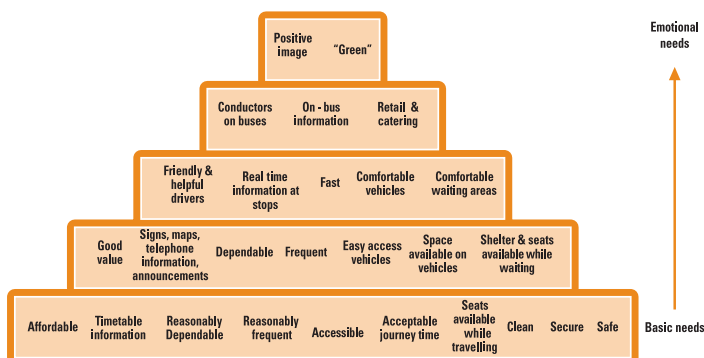 Emotional
needs
Positive
image
“Green”
Conductors
on buses
On - bus
information
Retail &
catering
Friendly &
helpful
drivers
Real time
information at
stops
Fast
Comfortable
vehicles
Comfortable
waiting areas
Good
value
Signs, maps,
telephone
information,
announcements
Dependable
Frequent
Easy access
vehicles
Space
available on
vehicles
Shelter & seats
available while
waiting
Affordable
Timetable
information
Reasonably
Dependable
Reasonably
frequent
Accessible
Acceptable
journey time
Seats
available
while
travelling
Clean
Secure
Safe
Basic needs